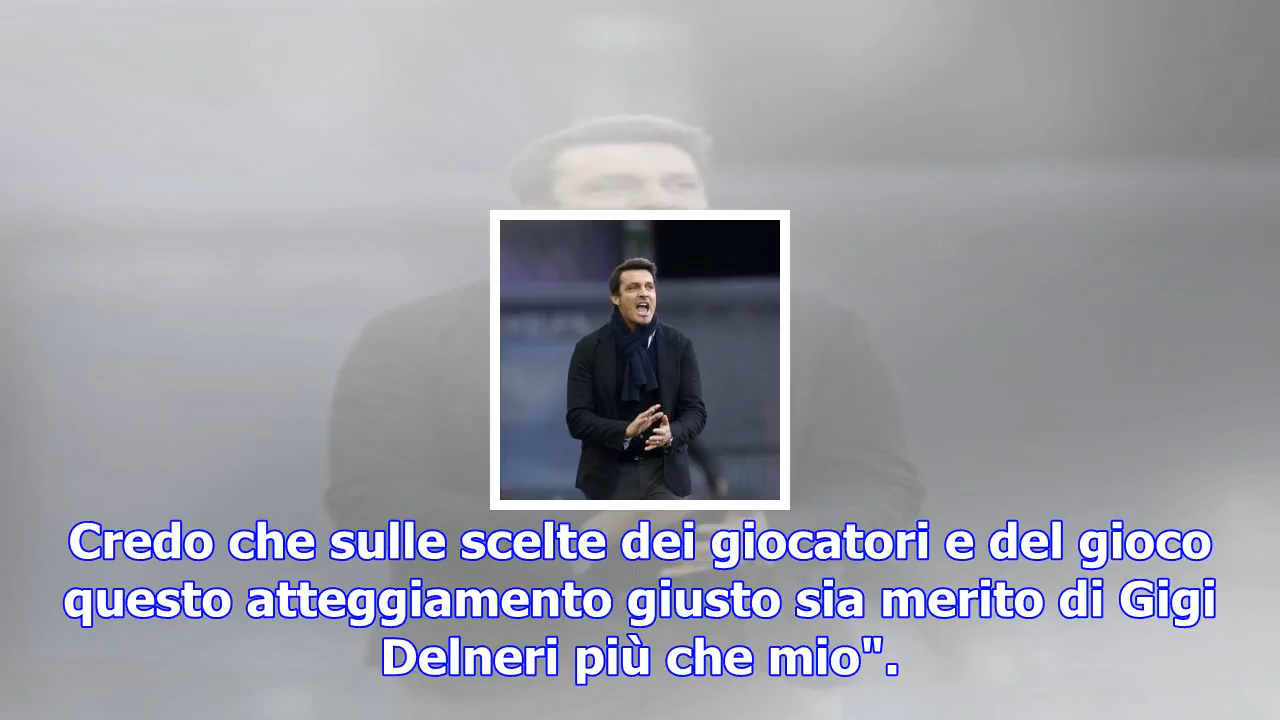 Credo che sulle scelte dei giocatori e del gioco
questo atteggiamento giusto sia merito di Gigi
Delneri più che mio".